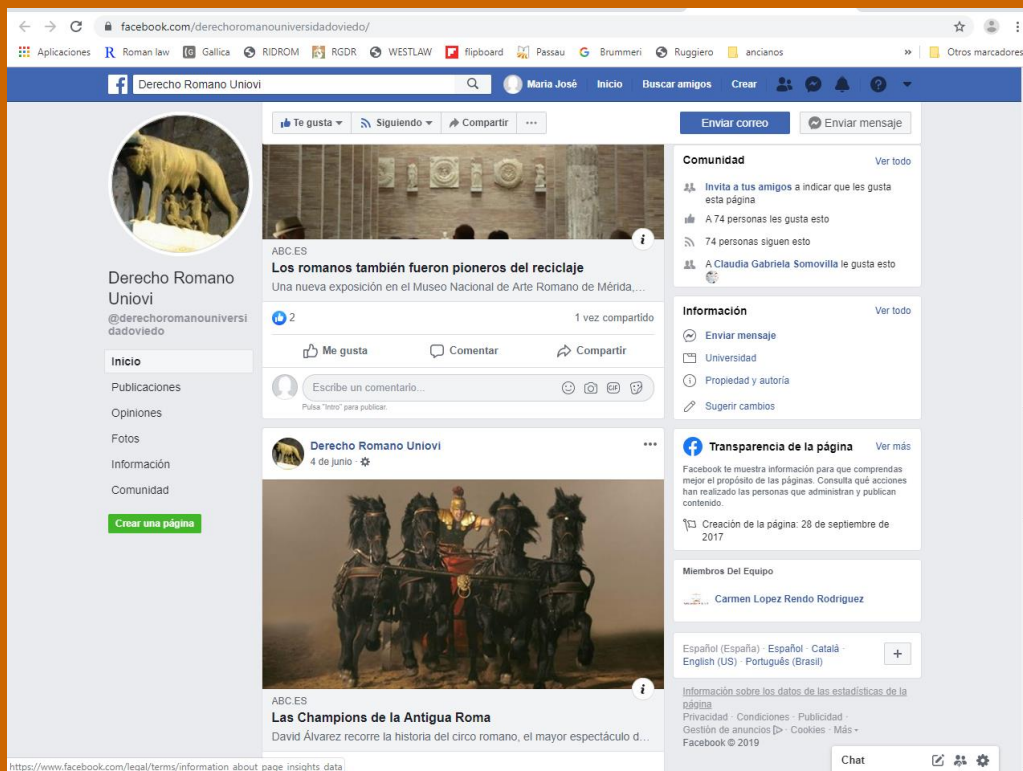 facebook.com/derechoromanouniversidadoviedo/
Aplicaciones Roman law Gallica RIDROM RGDR WESTLAW flipboard Passau Brummeri Ruggiero ancianos » Otros marcadores
Derecho Romano Uniovi
Maria José Inicio Buscar amigos Crear
Te gusta Siguiendo Compartir ...
Enviar correo Enviar mensaje
Derecho Romano
Uniovi
@derechoromanouniversi
dadoviedo
Inicio
Publicaciones
Opiniones
Fotos
Información
Comunidad
Crear una página
ABC.ES
Los romanos también fueron pioneros del reciclaje
Una nueva exposición en el Museo Nacional de Arte Romano de Mérida,...
2 1 vez compartido
Me gusta Comentar Compartir
Escribe un comentario... GIF
Pulsa "Intro" para publicar.
Derecho Romano Uniovi
4 de junio ·
ABC.ES
Las Champions de la Antigua Roma
David Álvarez recorre la historia del circo romano, el mayor espectáculo d...
Comunidad Ver todo
Invita a tus amigos a indicar que les gusta
esta página
A 74 personas les gusta esto
74 personas siguen esto
A Claudia Gabriela Somovilla le gusta esto
Información Ver todo
Enviar mensaje
Universidad
Propiedad y autoría
Sugerir cambios
Transparencia de la página Ver más
Facebook te muestra información para que comprendas
mejor el propósito de las páginas. Consulta qué acciones
han realizado las personas que administran y publican
contenido.
Creación de la página: 28 de septiembre de
2017
Miembros Del Equipo
Carmen Lopez Rendo Rodriguez
Español (España) · Español · Català ·
English (US) · Português (Brasil)
+
Información sobre los datos de las estadísticas de la
página
Privacidad · Condiciones · Publicidad ·
Gestión de anuncios · Cookies · Más
Facebook © 2019
Chat
https://www.facebook.com/legal/terms/information_about_page_insights_data